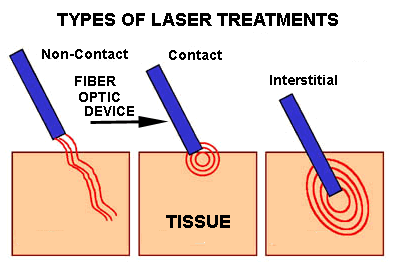 TYPES OF LASER TREATMENTS
Non-Contact
Contact
Interstitial
FIBER
OPTIC
DEVICE
TISSUE